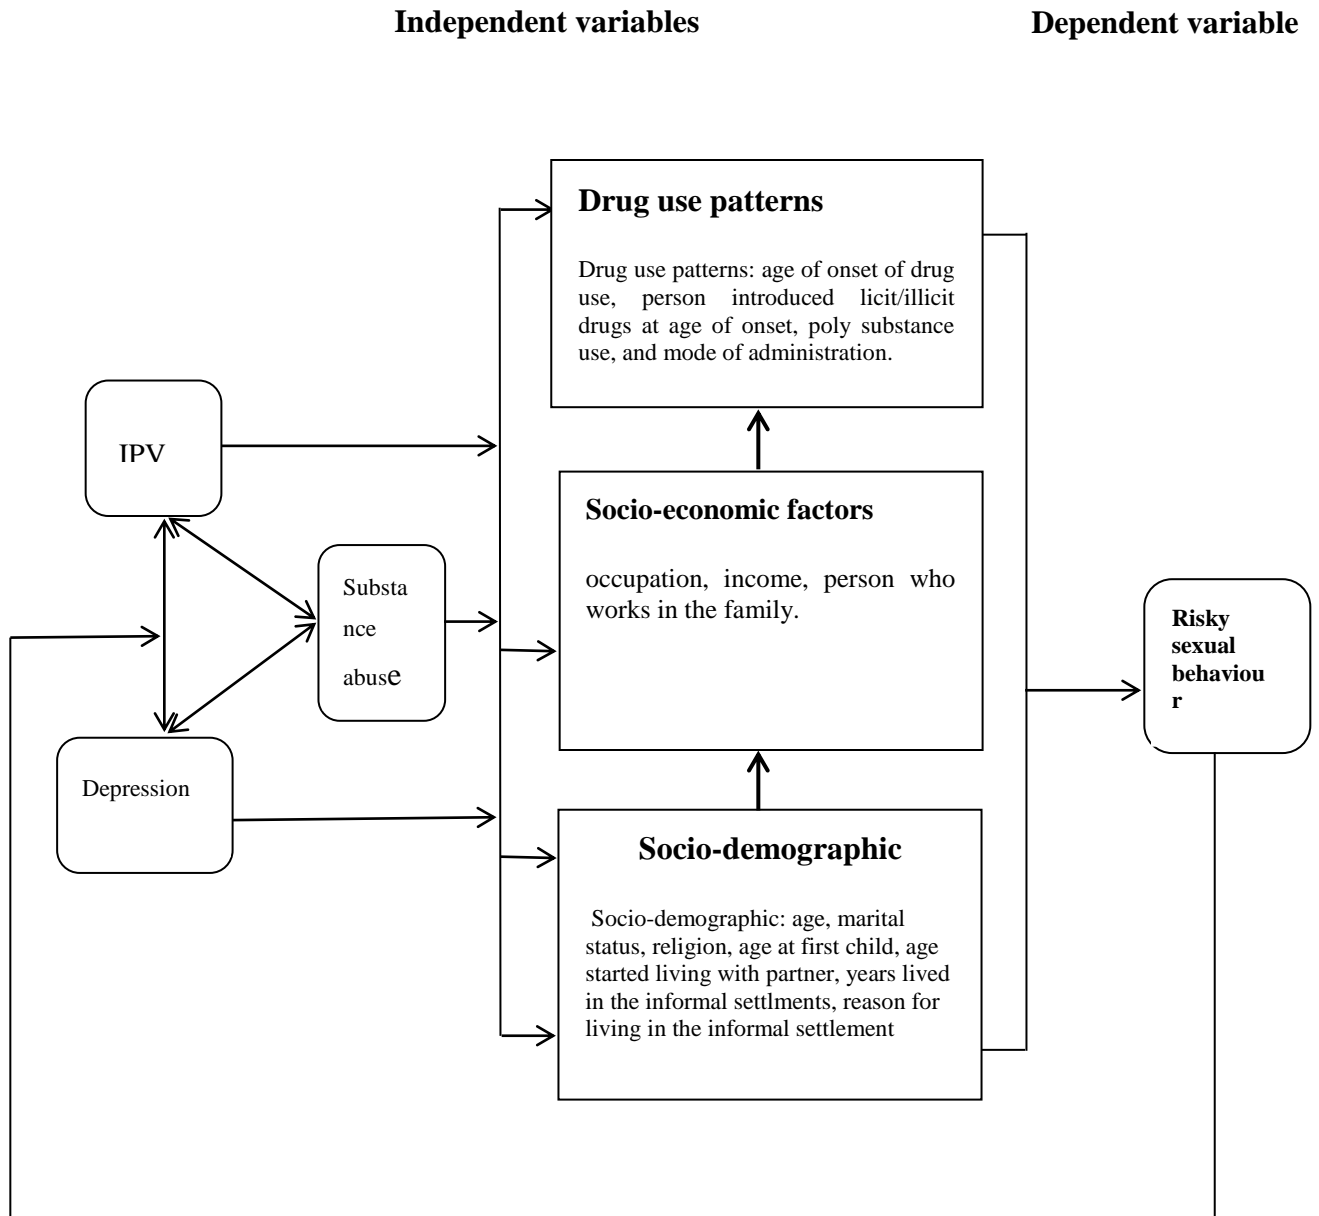 Independent variables
Dependent variable
Drug use patterns
Drug use patterns: age of onset of drug
use, person introduced licit/illicit
drugs at age of onset, poly substance
use, and mode of administration.
IPV
Socio-economic factors
occupation, income, person who
works in the family.
Substa
nce
abuse
Risky
sexual
behaviou
r
Depression
Socio-demographic
Socio-demographic: age, marital
status, religion, age at first child, age
started living with partner, years lived
in the informal settlments, reason for
living in the informal settlement